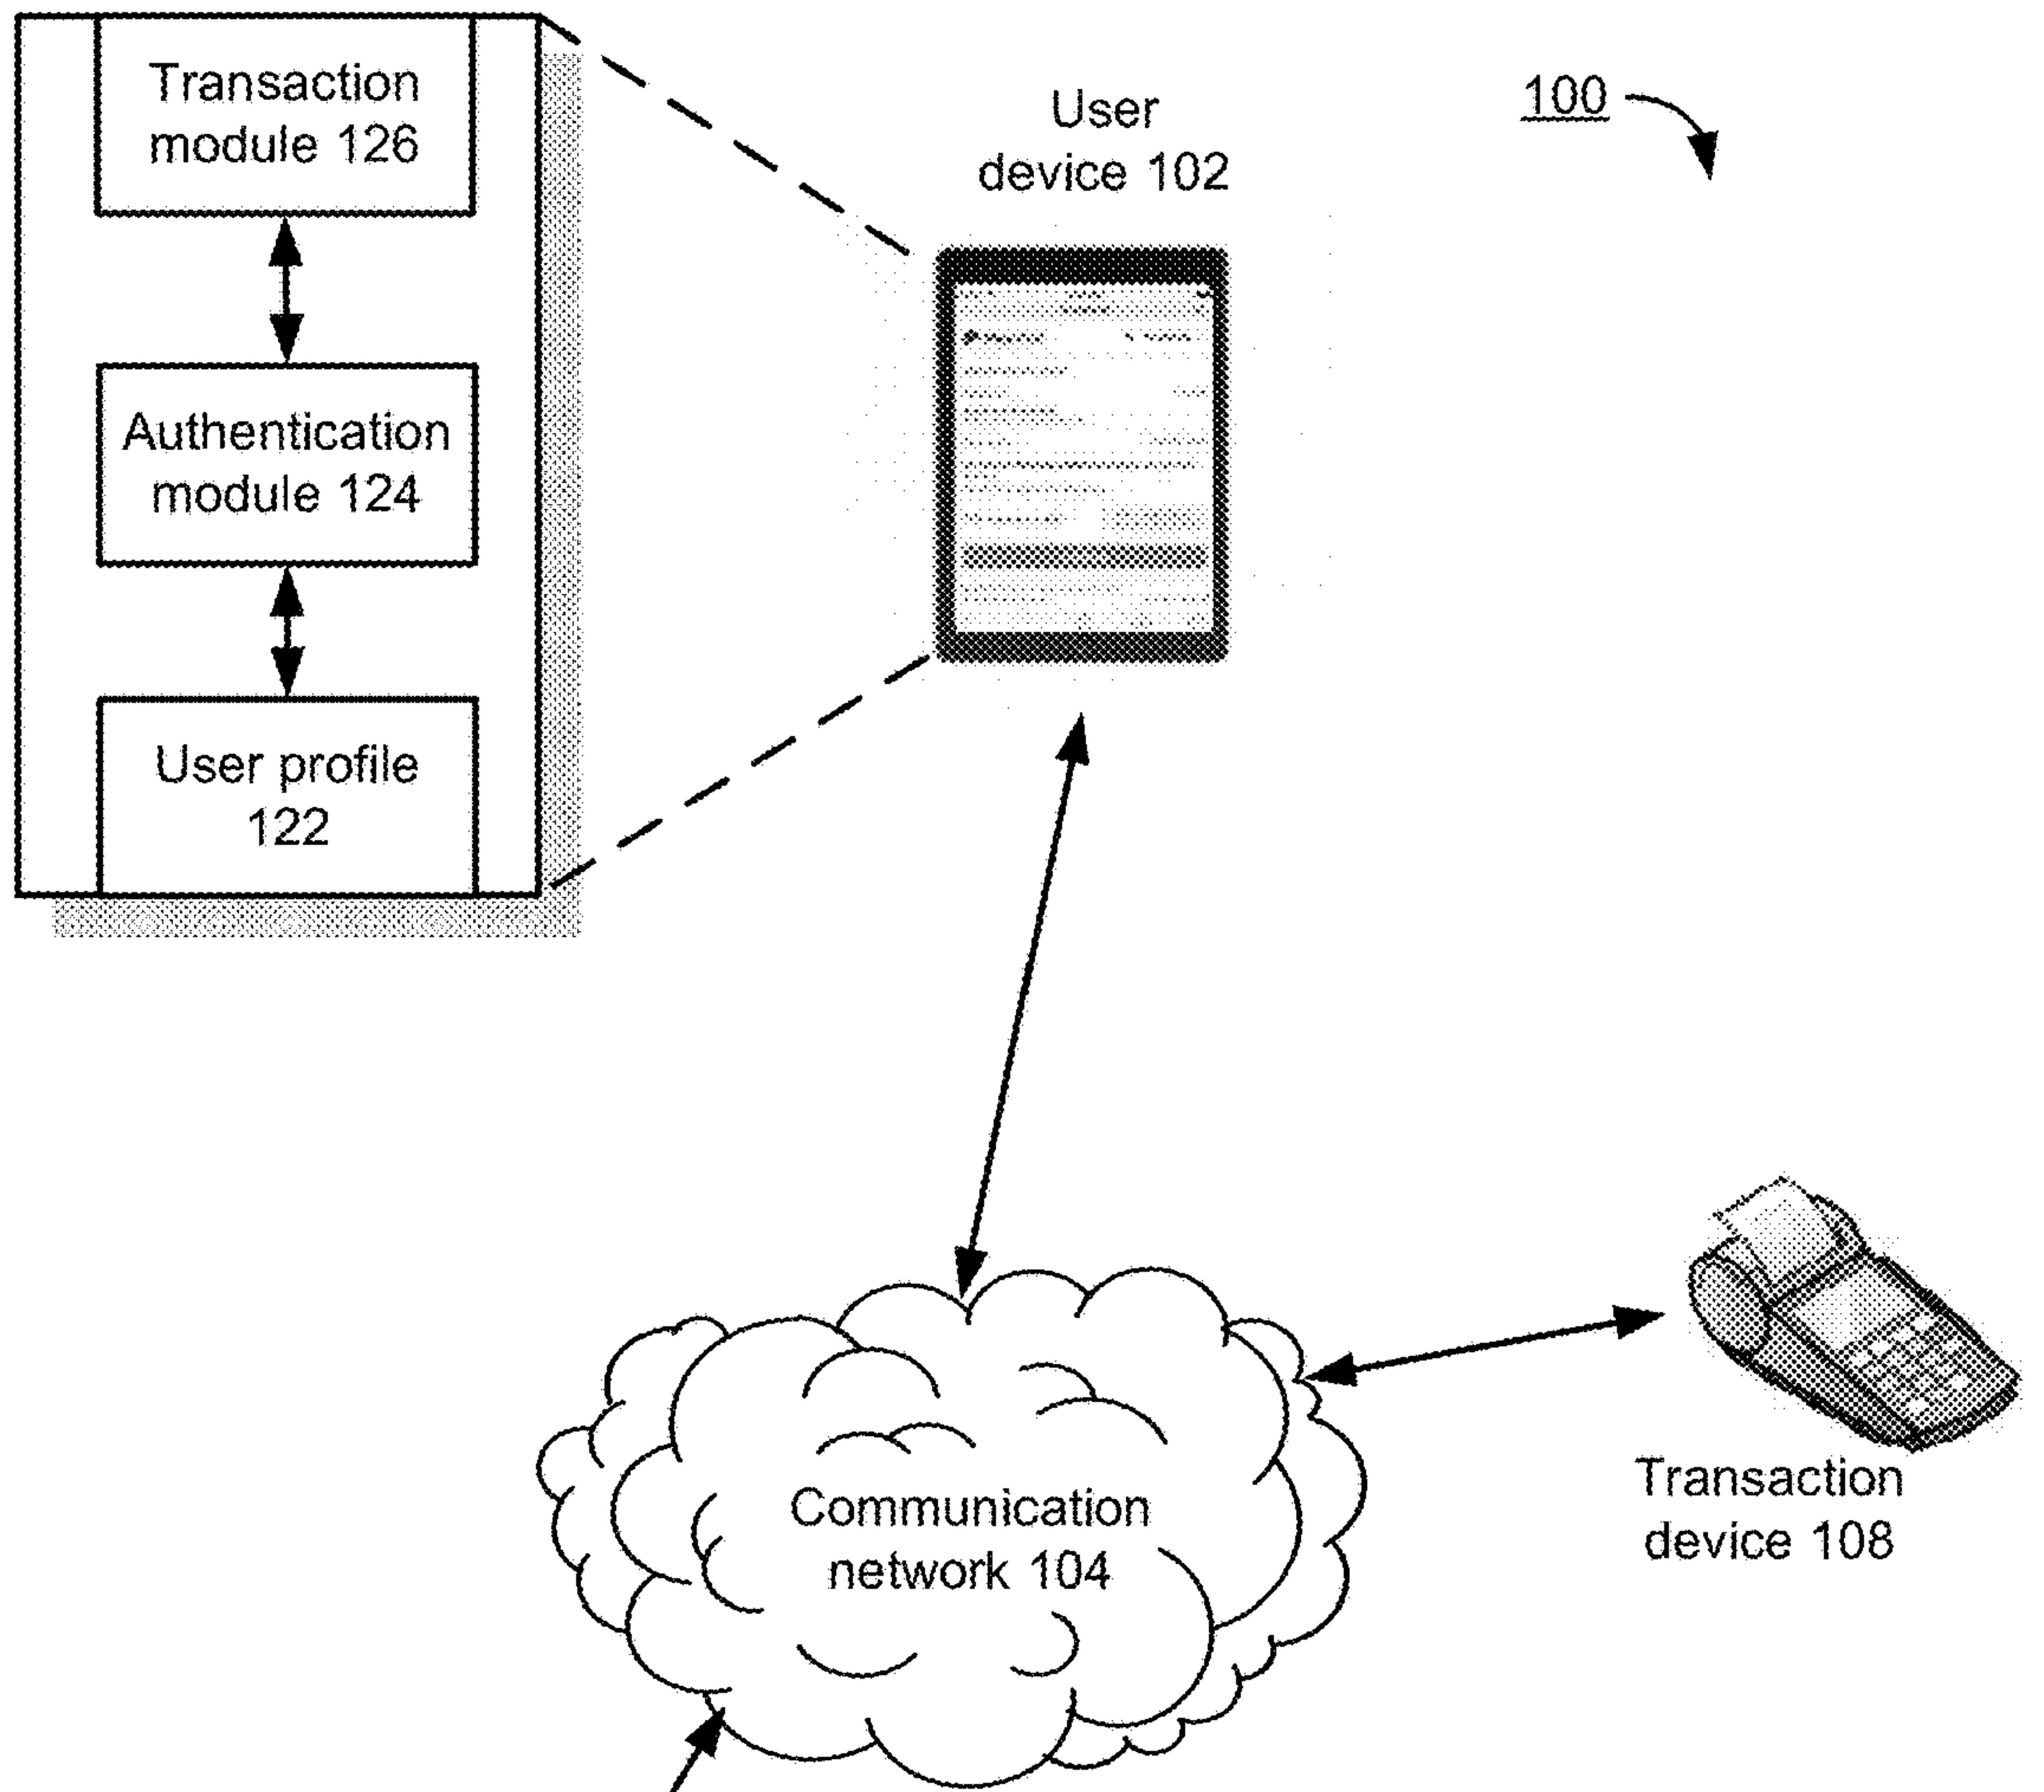 Transaction
module 126
Authentication
module 124
User profile
122
User
device 102
100
Communication
network 104
Transaction
device 108